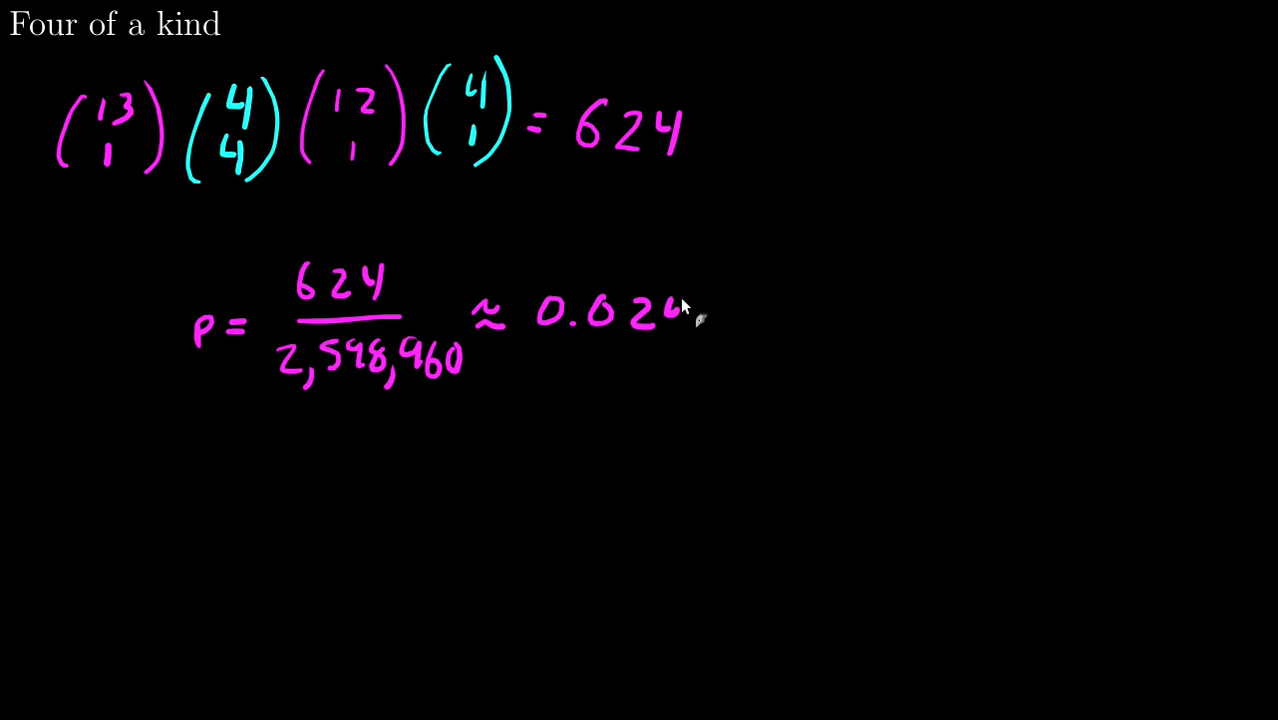 Four of a kind
(13 1) (4 4) (12 1) (4 1) = 624
p = 624 / 2,598,960 ≈ 0.024